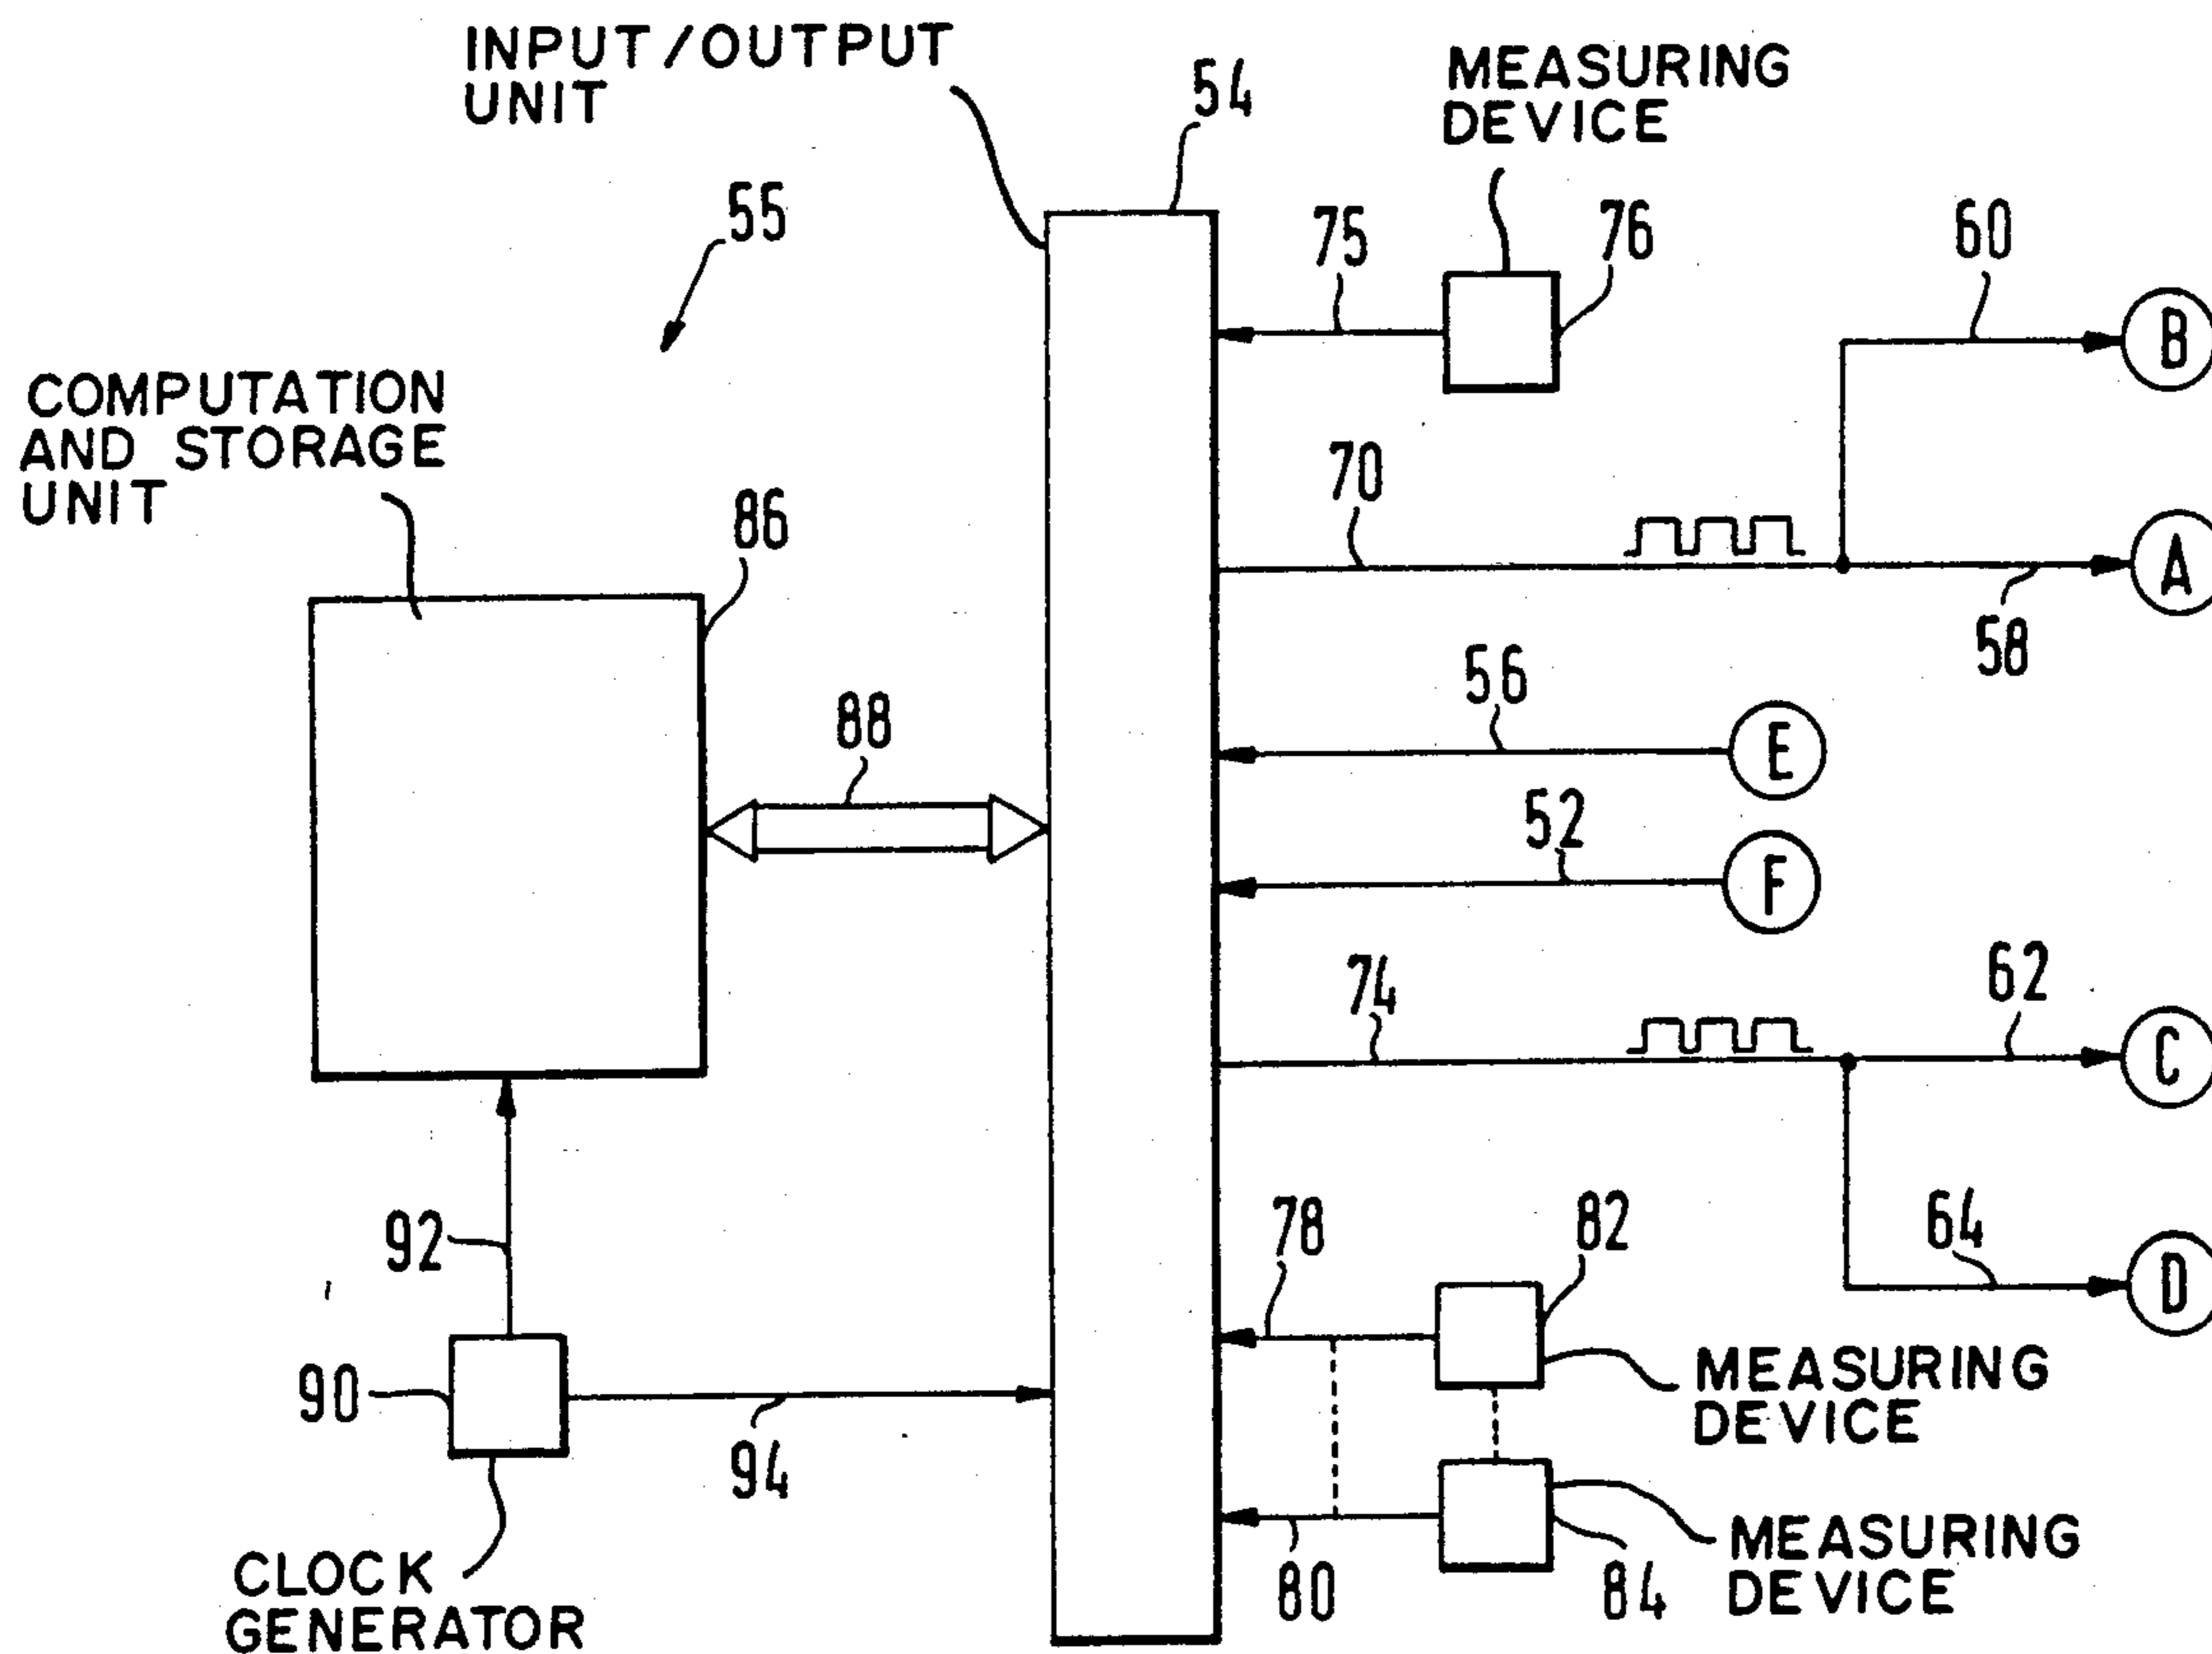 INPUT/OUTPUT
UNIT
54
MEASURING
DEVICE
55
75
76
60
B
COMPUTATION
AND STORAGE
UNIT
86
70
A
58
56
E
88
52
F
74
62
C
92
78
82
64
D
90
94
MEASURING
DEVICE
CLOCK
GENERATOR
80
84
MEASURING
DEVICE